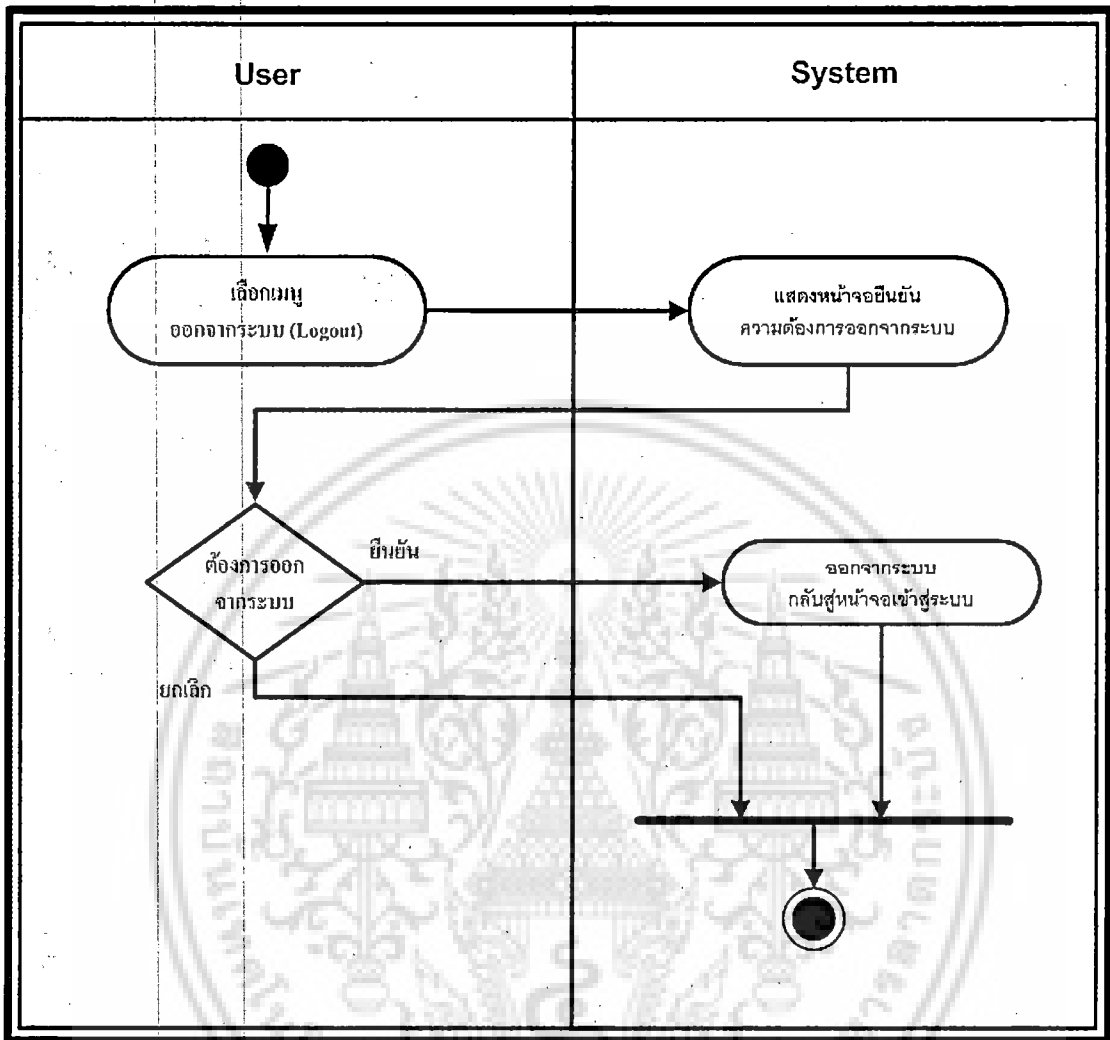 User
System
เลือกเมนู
ออกจากระบบ (Logout)
แสดงหน้าจอยืนยัน
ความต้องการออกจากระบบ
ต้องการออก
จากระบบ
ยืนยัน
ออกจากระบบ
กลับสู่หน้าจอเข้าสู่ระบบ
ยกเลิก